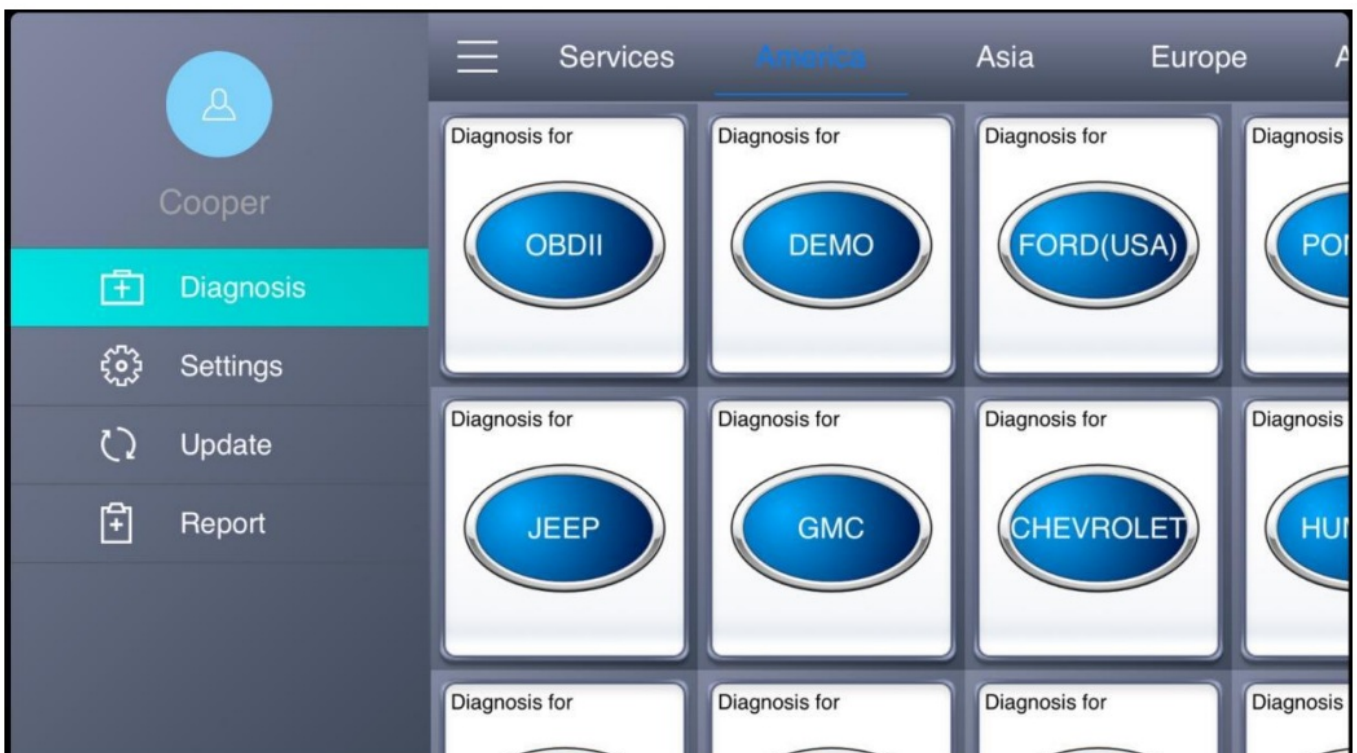 Cooper
Diagnosis
Settings
Update
Report
Services America Asia Europe
Diagnosis for Diagnosis for Diagnosis for Diagnosis
OBDII DEMO FORD(USA)
Diagnosis for Diagnosis for Diagnosis for Diagnosis
JEEP GMC CHEVROLET
Diagnosis for Diagnosis for Diagnosis for Diagnosis